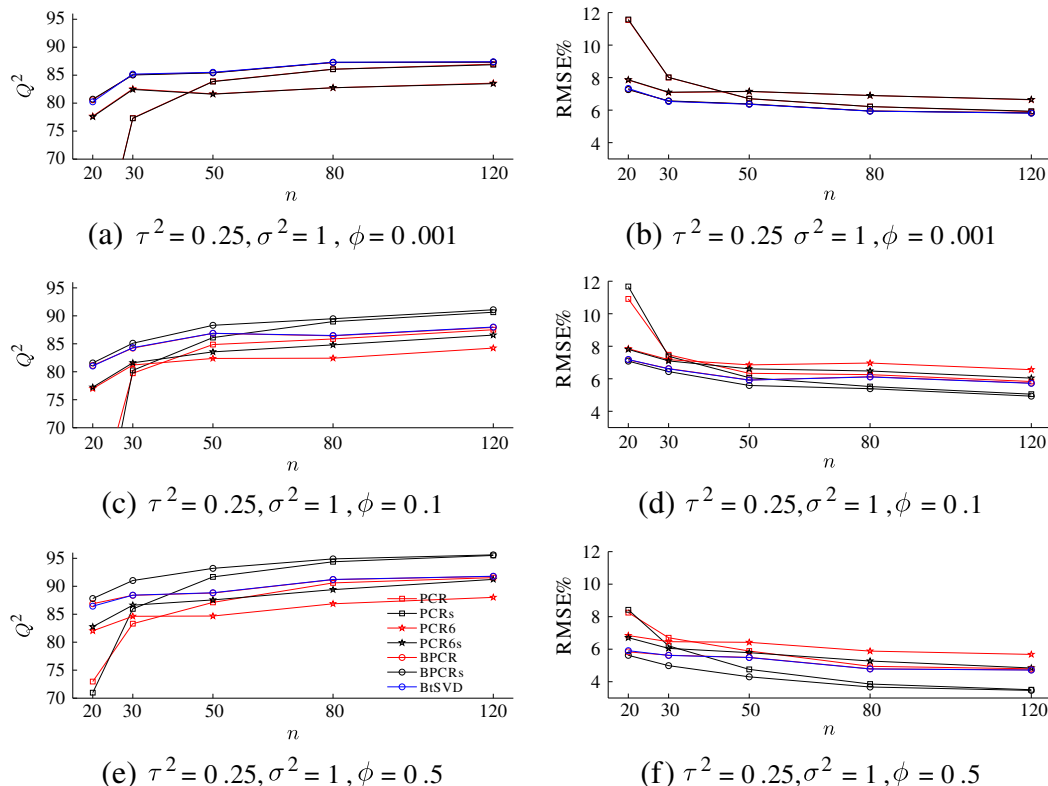 95
90
85
80
75
70
Q²
20 30 50 80 120
n
(a) τ² = 0.25, σ² = 1, ϕ = 0.001
12
10
8
6
4
RMSE%
20 30 50 80 120
n
(b) τ² = 0.25 σ² = 1, ϕ = 0.001
95
90
85
80
75
70
Q²
20 30 50 80 120
n
(c) τ² = 0.25, σ² = 1, ϕ = 0.1
12
10
8
6
4
RMSE%
20 30 50 80 120
n
(d) τ² = 0.25, σ² = 1, ϕ = 0.1
95
90
85
80
75
70
Q²
PCR
PCRs
PCR6
PCR6s
BPCR
BPCRs
BtSVD
20 30 50 80 120
n
(e) τ² = 0.25, σ² = 1, ϕ = 0.5
12
10
8
6
4
RMSE%
20 30 50 80 120
n
(f) τ² = 0.25, σ² = 1, ϕ = 0.5